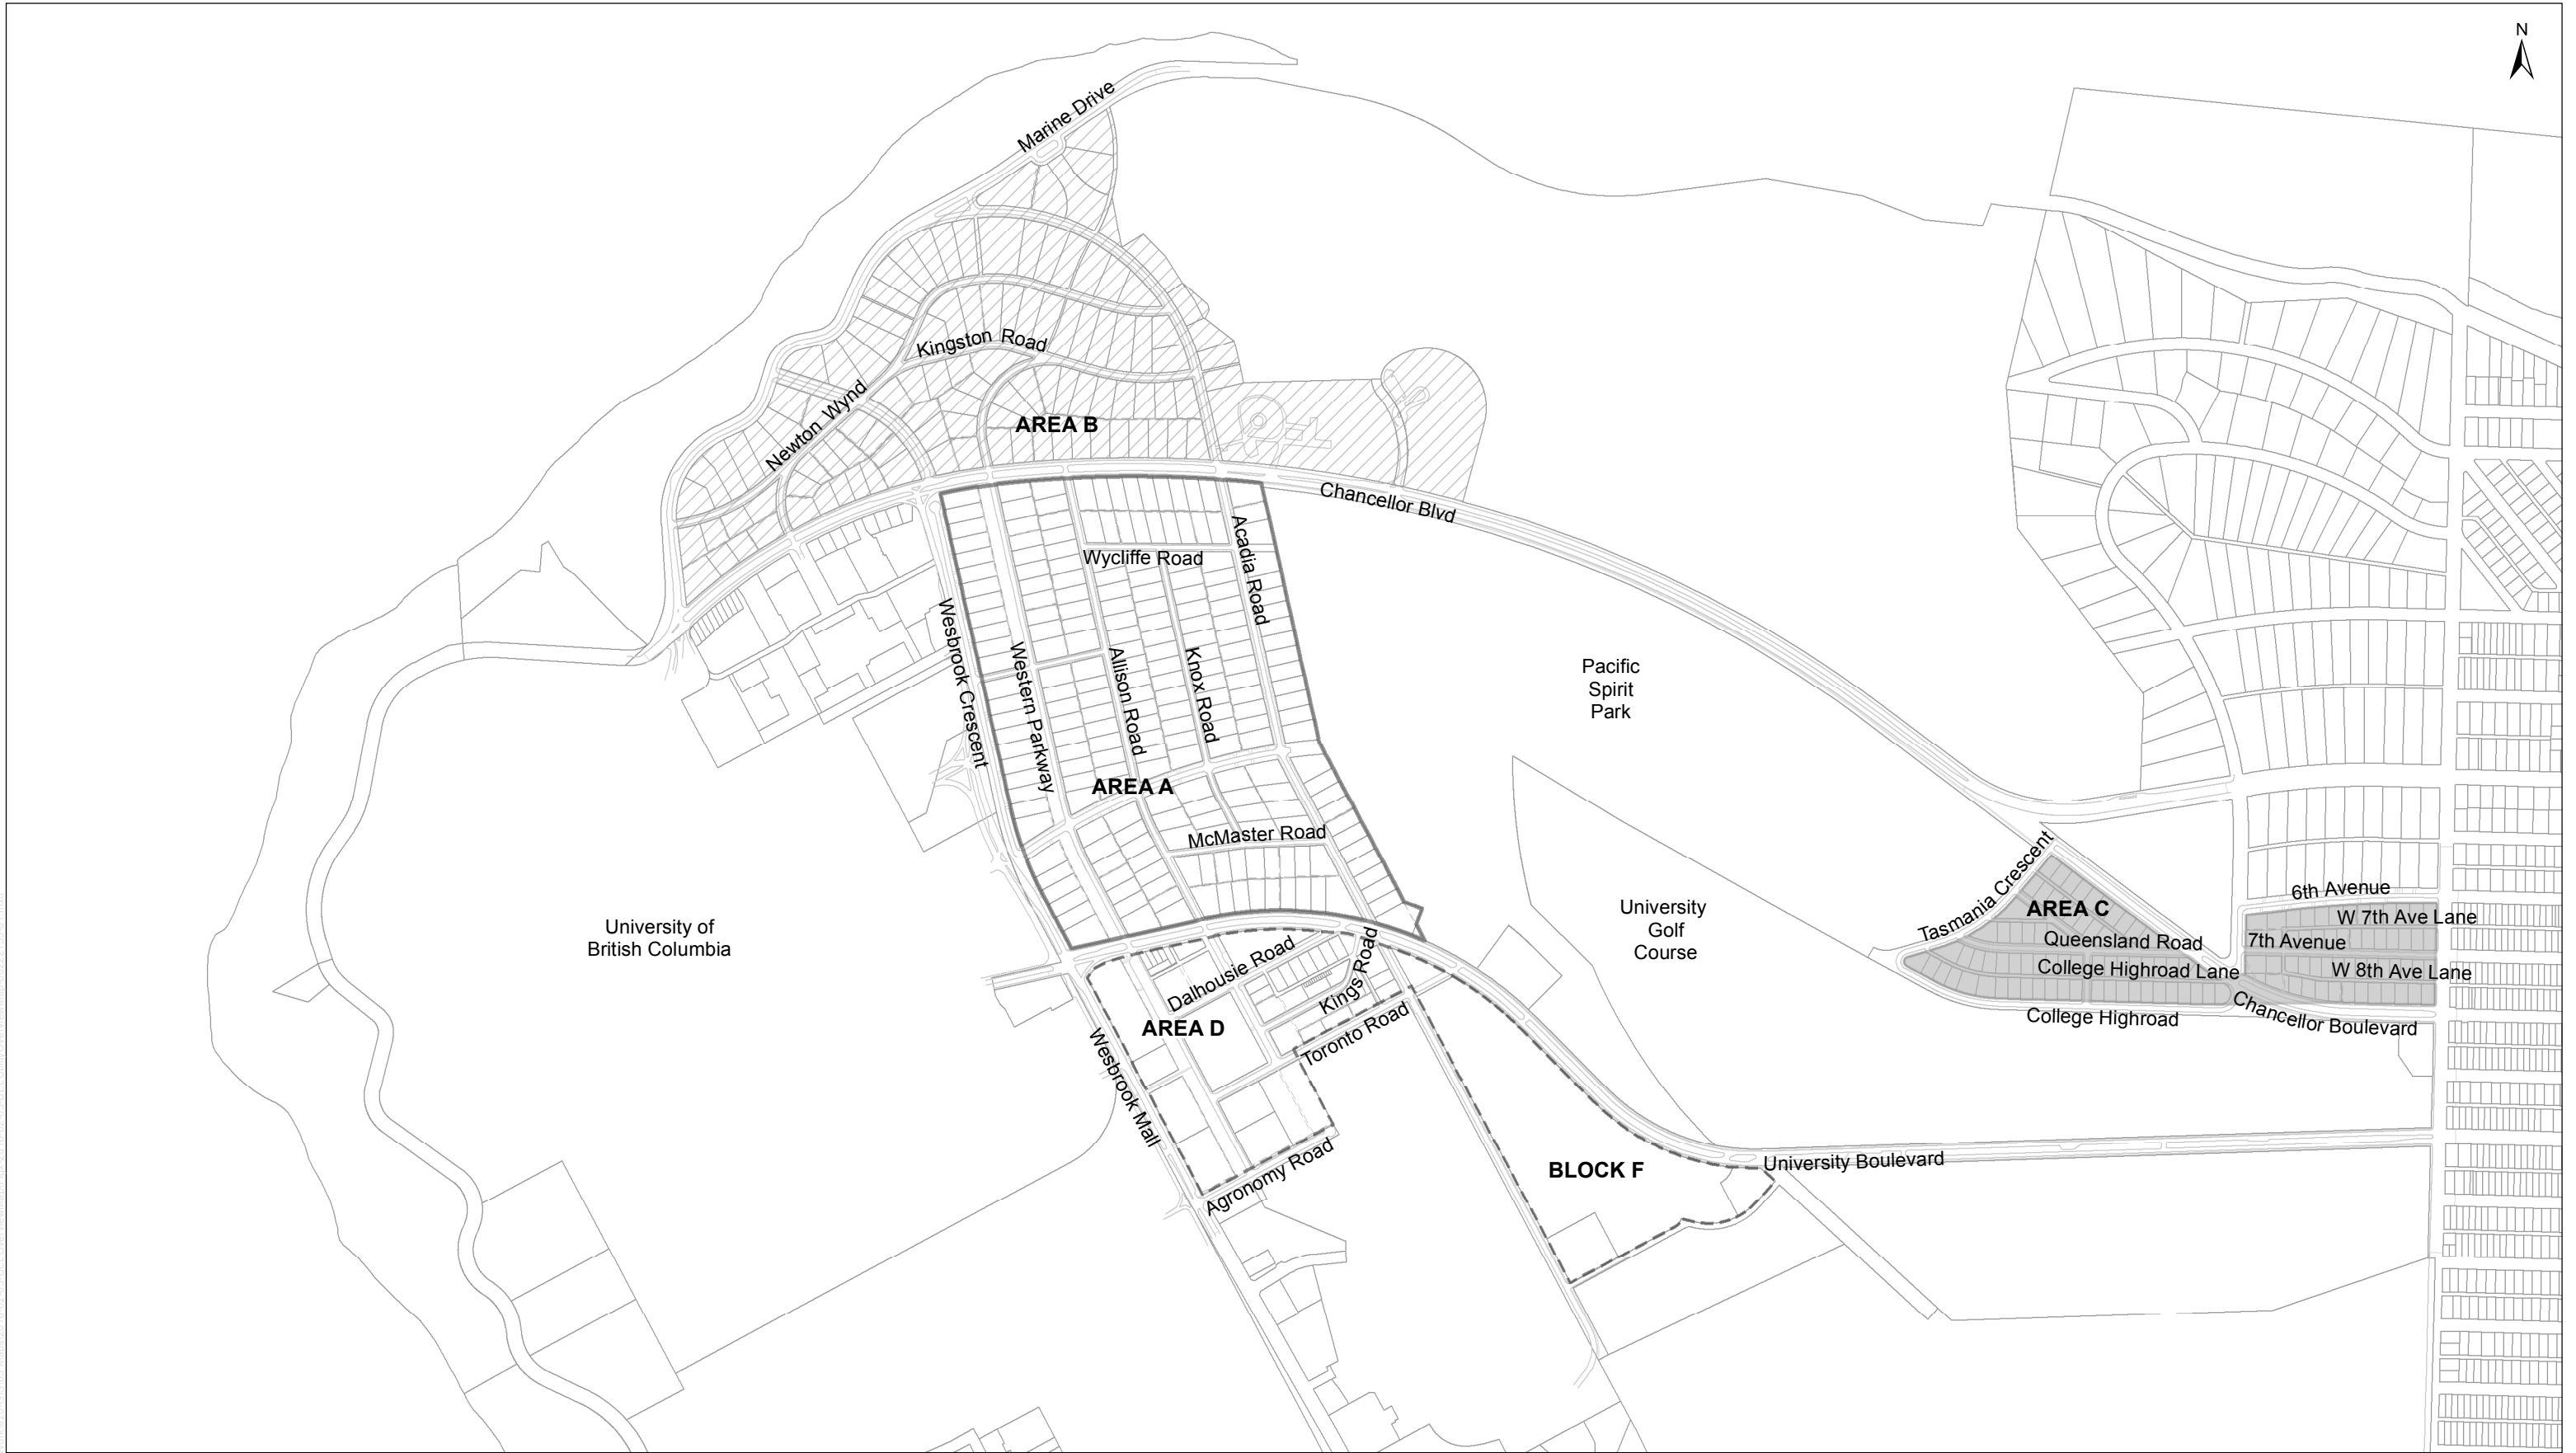 N
Marine Drive
Kingston Road
Newton Wynd
AREA B
Chancellor Blvd
Wycliffe Road
Acadia Road
Wesbrook Crescent
Western Parkway
Allison Road
Knox Road
Pacific
Spirit
Park
AREA A
McMaster Road
Tasmania Crescent
6th Avenue
AREA C
W 7th Ave Lane
University of
British Columbia
University
Golf
Course
Queensland Road
7th Avenue
Dalhousie Road
Kings Road
College Highroad Lane
W 8th Ave Lane
AREA D
Toronto Road
College Highroad
Chancellor Boulevard
Wesbrook Mall
Agronomy Road
BLOCK F
University Boulevard